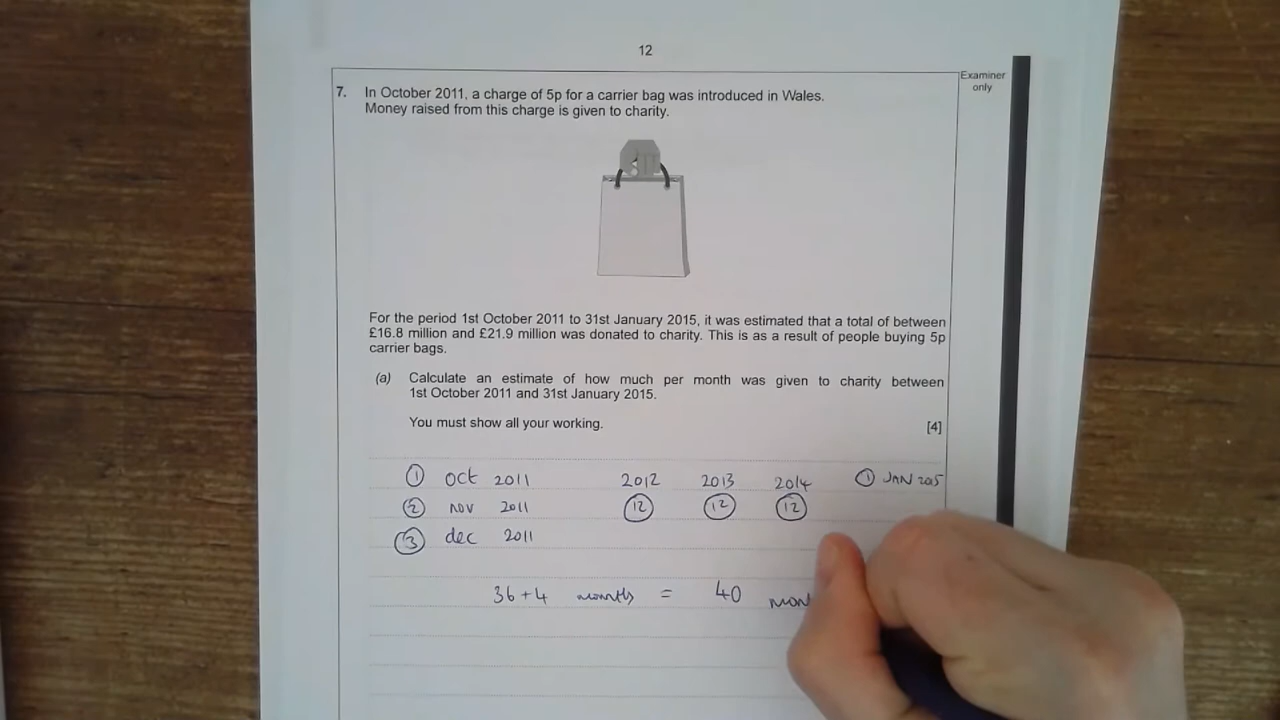 12
Examiner
only
7. In October 2011, a charge of 5p for a carrier bag was introduced in Wales.
Money raised from this charge is given to charity.
For the period 1st October 2011 to 31st January 2015, it was estimated that a total of between
£16.8 million and £21.9 million was donated to charity. This is as a result of people buying 5p
carrier bags.
(a) Calculate an estimate of how much per month was given to charity between
1st October 2011 and 31st January 2015.
You must show all your working. [4]
1 oct 2011 2012 2013 2014 1 JAN 2015
2 nov 2011 12 12 12
3 dec 2011
36+4 months = 40 mont